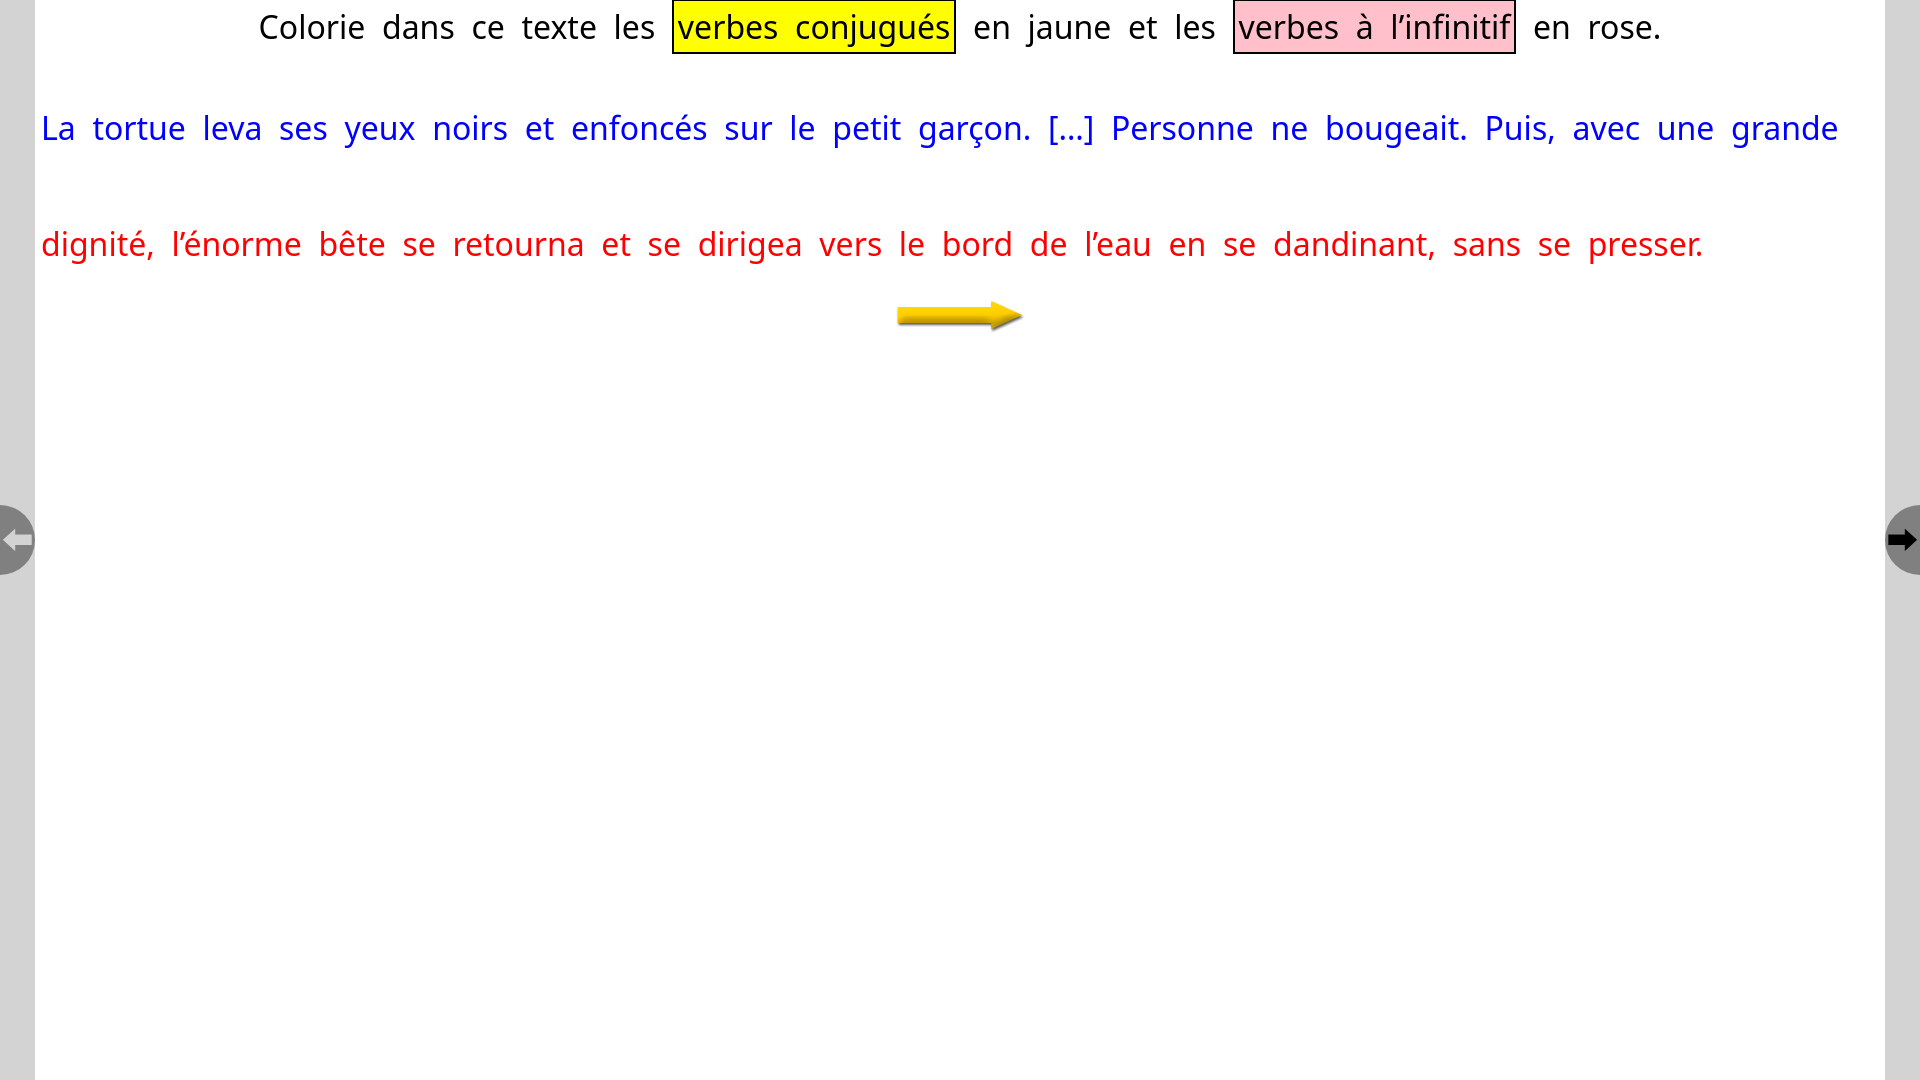 Colorie dans ce texte les verbes conjugués en jaune et les verbes à l’infinitif en rose.
La tortue leva ses yeux noirs et enfoncés sur le petit garçon. [...] Personne ne bougeait. Puis, avec une grande
dignité, l’énorme bête se retourna et se dirigea vers le bord de l’eau en se dandinant, sans se presser.